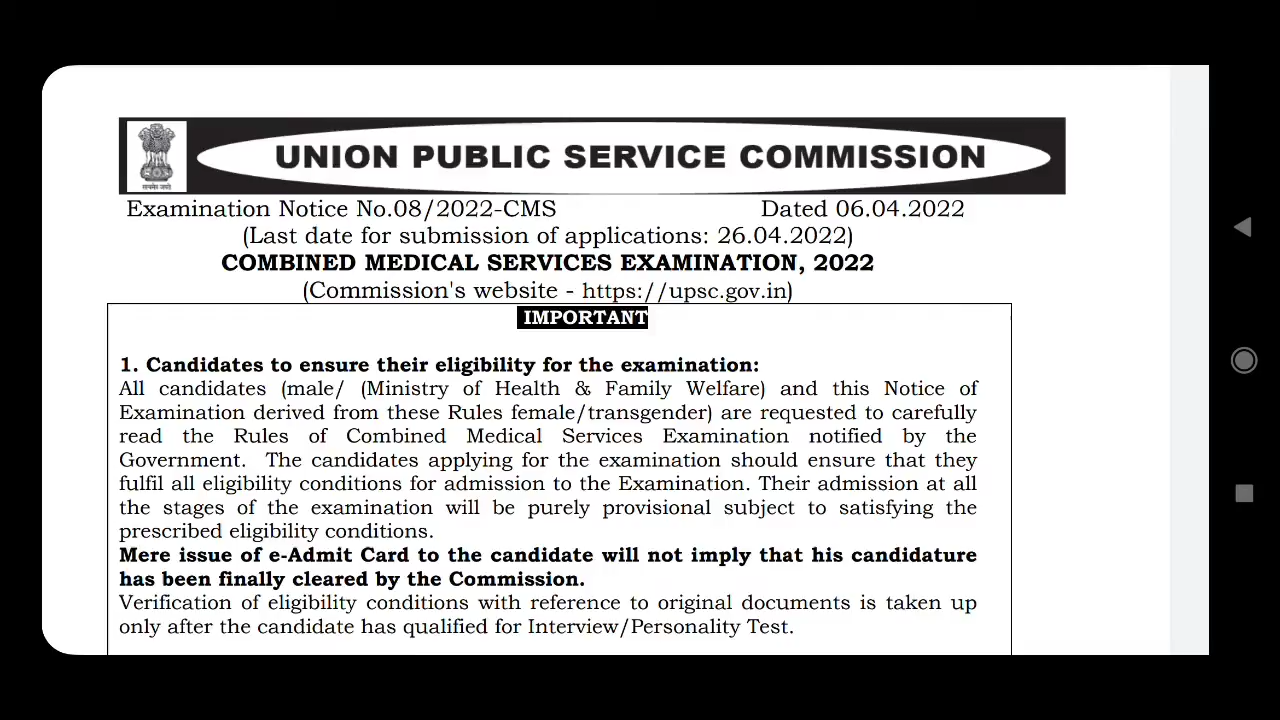 सत्यमेव जयते
UNION PUBLIC SERVICE COMMISSION
Examination Notice No.08/2022-CMS Dated 06.04.2022
(Last date for submission of applications: 26.04.2022)
COMBINED MEDICAL SERVICES EXAMINATION, 2022
(Commission's website - https://upsc.gov.in)
IMPORTANT
1. Candidates to ensure their eligibility for the examination:
All candidates (male/ (Ministry of Health & Family Welfare) and this Notice of
Examination derived from these Rules female/transgender) are requested to carefully
read the Rules of Combined Medical Services Examination notified by the
Government. The candidates applying for the examination should ensure that they
fulfil all eligibility conditions for admission to the Examination. Their admission at all
the stages of the examination will be purely provisional subject to satisfying the
prescribed eligibility conditions.
Mere issue of e-Admit Card to the candidate will not imply that his candidature
has been finally cleared by the Commission.
Verification of eligibility conditions with reference to original documents is taken up
only after the candidate has qualified for Interview/Personality Test.